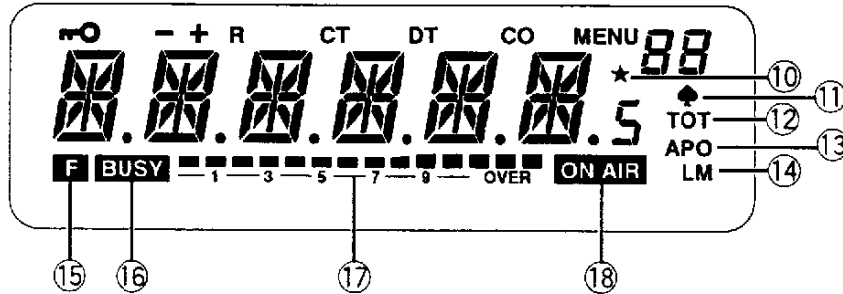 − + R CT DT CO MENU 88
★ ⑩
♠ ⑪
5 TOT ⑫
APO ⑬
F BUSY 1 3 5 7 9 OVER ON AIR LM ⑭
⑮ ⑯ ⑰ ⑱